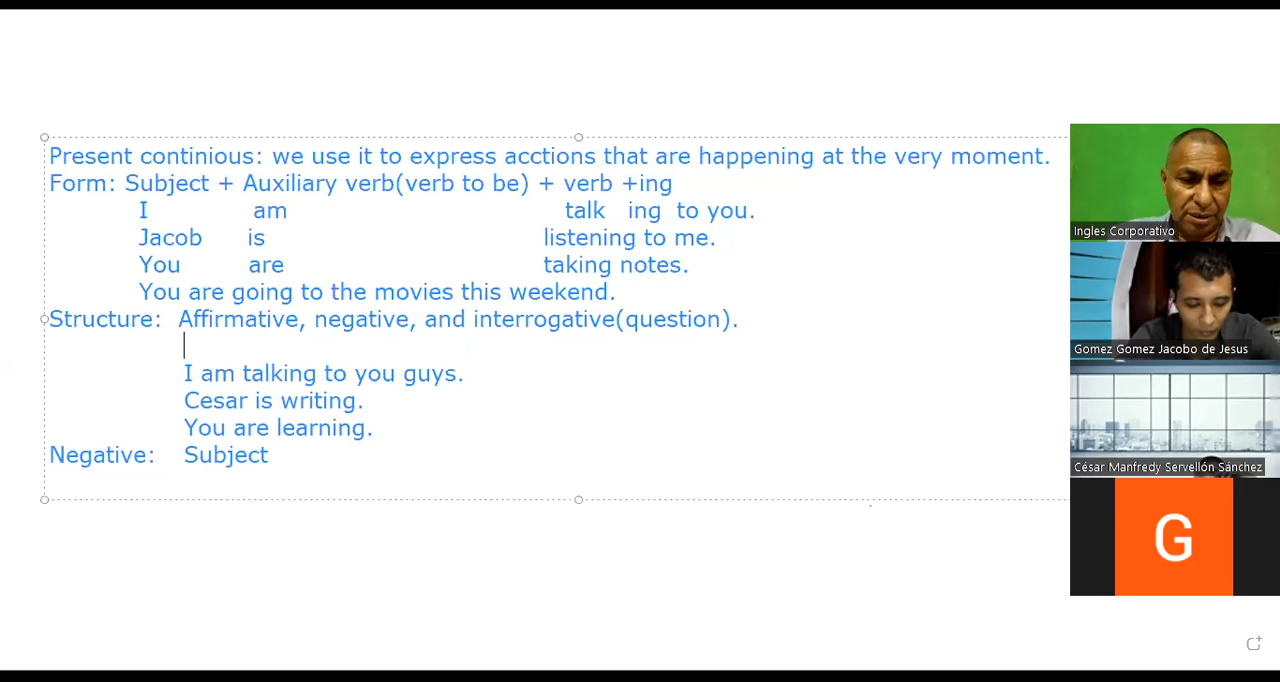 Present continious: we use it to express acctions that are happening at the very moment.
Form: Subject + Auxiliary verb(verb to be) + verb +ing
I am talk ing to you.
Jacob is listening to me.
You are taking notes.
You are going to the movies this weekend.
Structure: Affirmative, negative, and interrogative(question).
I am talking to you guys.
Cesar is writing.
You are learning.
Negative: Subject
Ingles Corporativo
Gomez Gomez Jacobo de Jesus
César Manfredy Servellón Sánchez
G